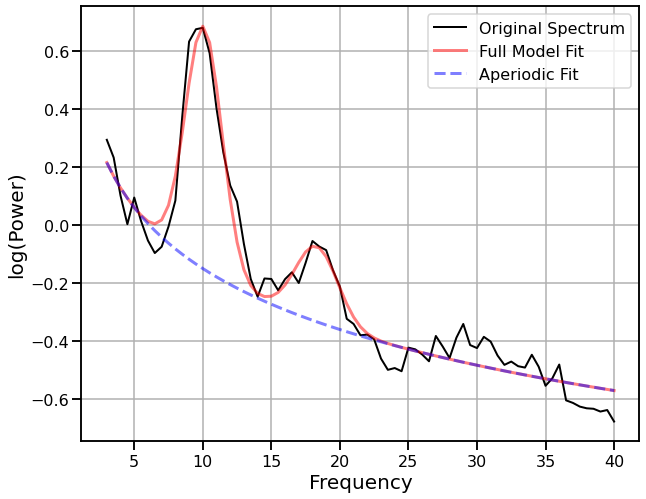 Original Spectrum
Full Model Fit
Aperiodic Fit
0.6
0.4
0.2
0.0
−0.2
−0.4
−0.6
log(Power)
5 10 15 20 25 30 35 40
Frequency